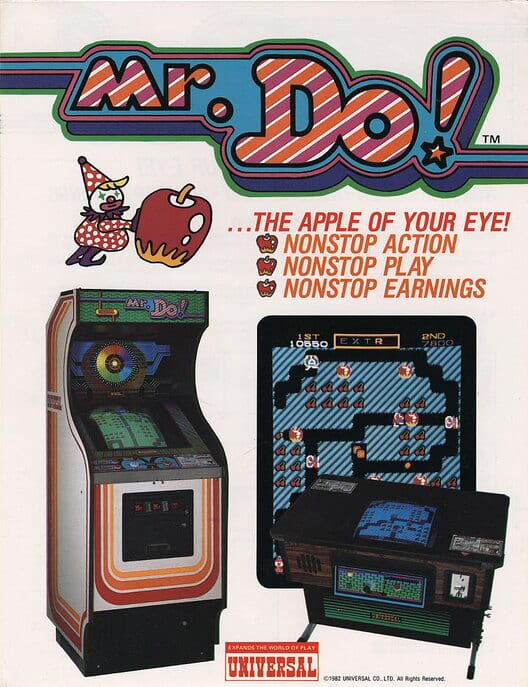 Mr. Do!
TM
...THE APPLE OF YOUR EYE!
NONSTOP ACTION
NONSTOP PLAY
NONSTOP EARNINGS
Mr. Do!
1ST
10550
EXTR
2ND
7800
UNIVERSAL
EXPANDS THE WORLD OF PLAY
UNIVERSAL
©1982 UNIVERSAL CO., LTD. All Rights Reserved.